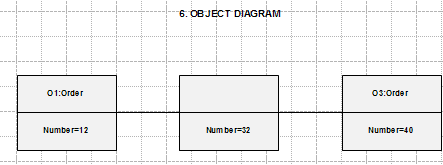 6. OBJECT DIAGRAM
O1:Order
O3:Order
Number=12
Number=32
Number=40